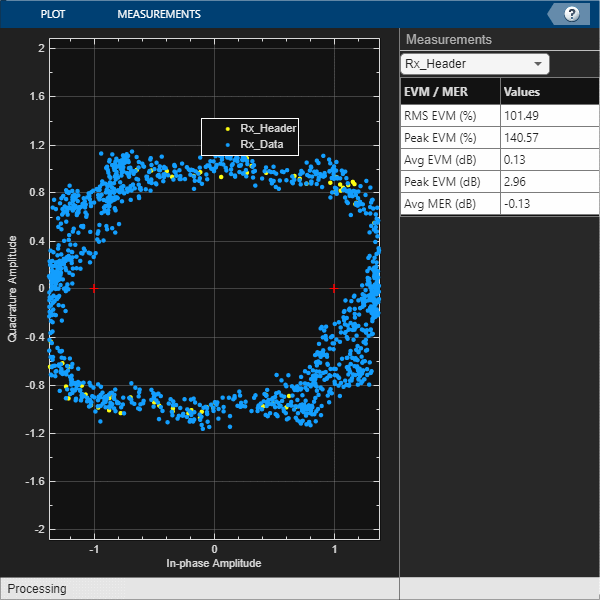 PLOT MEASUREMENTS ?
Measurements
Rx_Header
EVM / MER Values
RMS EVM (%) 101.49
Peak EVM (%) 140.57
Avg EVM (dB) 0.13
Peak EVM (dB) 2.96
Avg MER (dB) -0.13
Rx_Header
Rx_Data
Quadrature Amplitude
2
1.6
1.2
0.8
0.4
0
-0.4
-0.8
-1.2
-1.6
-2
-1 0 1
In-phase Amplitude
Processing